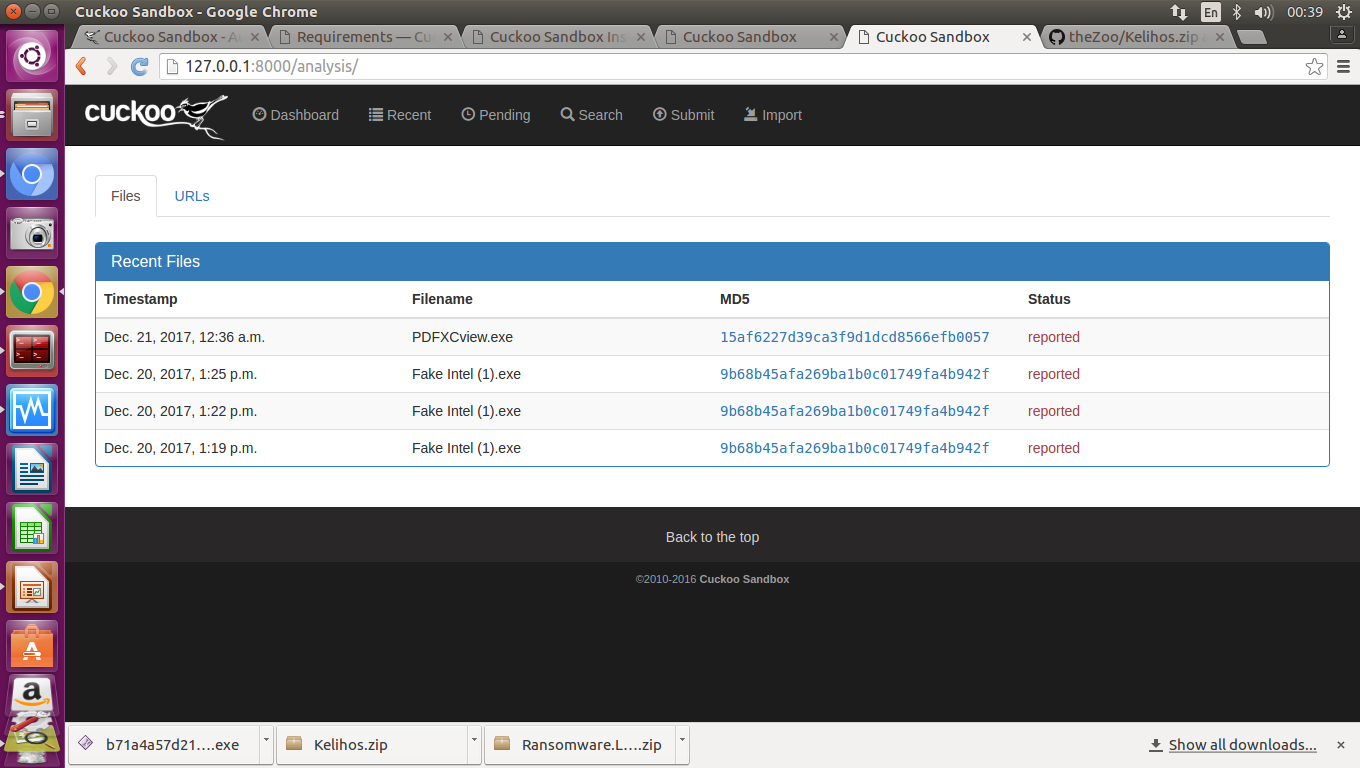 Cuckoo Sandbox - Google Chrome
En
00:39
Cuckoo Sandbox - A
Requirements — Cu
Cuckoo Sandbox Ins
Cuckoo Sandbox
Cuckoo Sandbox
theZoo/Kelihos.zip
127.0.0.1:8000/analysis/
cuckoo
Dashboard
Recent
Pending
Search
Submit
Import
Files
URLs
Recent Files
Timestamp Filename MD5 Status
Dec. 21, 2017, 12:36 a.m. PDFXCview.exe 15af6227d39ca3f9d1dcd8566efb0057 reported
Dec. 20, 2017, 1:25 p.m. Fake Intel (1).exe 9b68b45afa269ba1b0c01749fa4b942f reported
Dec. 20, 2017, 1:22 p.m. Fake Intel (1).exe 9b68b45afa269ba1b0c01749fa4b942f reported
Dec. 20, 2017, 1:19 p.m. Fake Intel (1).exe 9b68b45afa269ba1b0c01749fa4b942f reported
Back to the top
©2010-2016 Cuckoo Sandbox
b71a4a57d21....exe
Kelihos.zip
Ransomware.L....zip
Show all downloads...